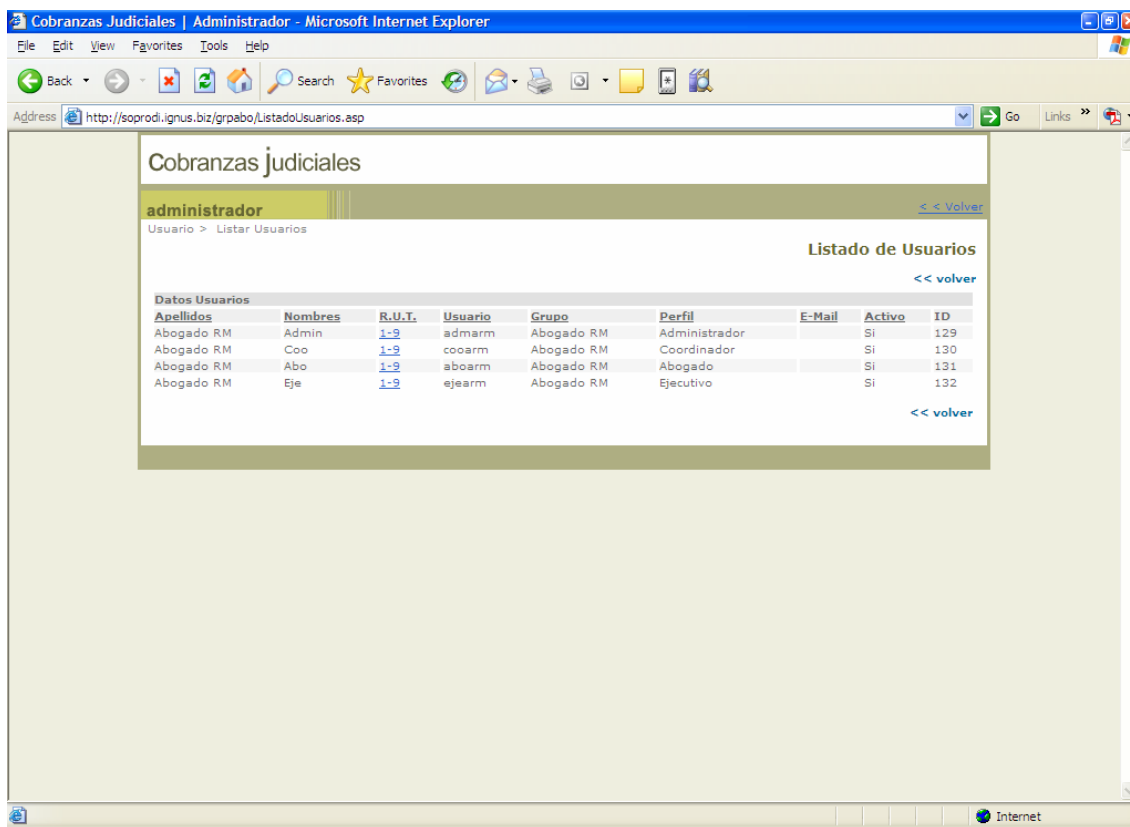 Cobranzas Judiciales | Administrador - Microsoft Internet Explorer
File Edit View Favorites Tools Help
Back Search Favorites
Address http://soprodi.ignus.biz/grpabo/ListadoUsuarios.asp Go Links »
Cobranzas judiciales
administrador < < Volver
Usuario > Listar Usuarios
Listado de Usuarios
<< volver
Datos Usuarios
Apellidos Nombres R.U.T. Usuario Grupo Perfil E-Mail Activo ID
Abogado RM Admin 1-9 admarm Abogado RM Administrador Si 129
Abogado RM Coo 1-9 cooarm Abogado RM Coordinador Si 130
Abogado RM Abo 1-9 aboarm Abogado RM Abogado Si 131
Abogado RM Eje 1-9 ejearm Abogado RM Ejecutivo Si 132
<< volver
Internet